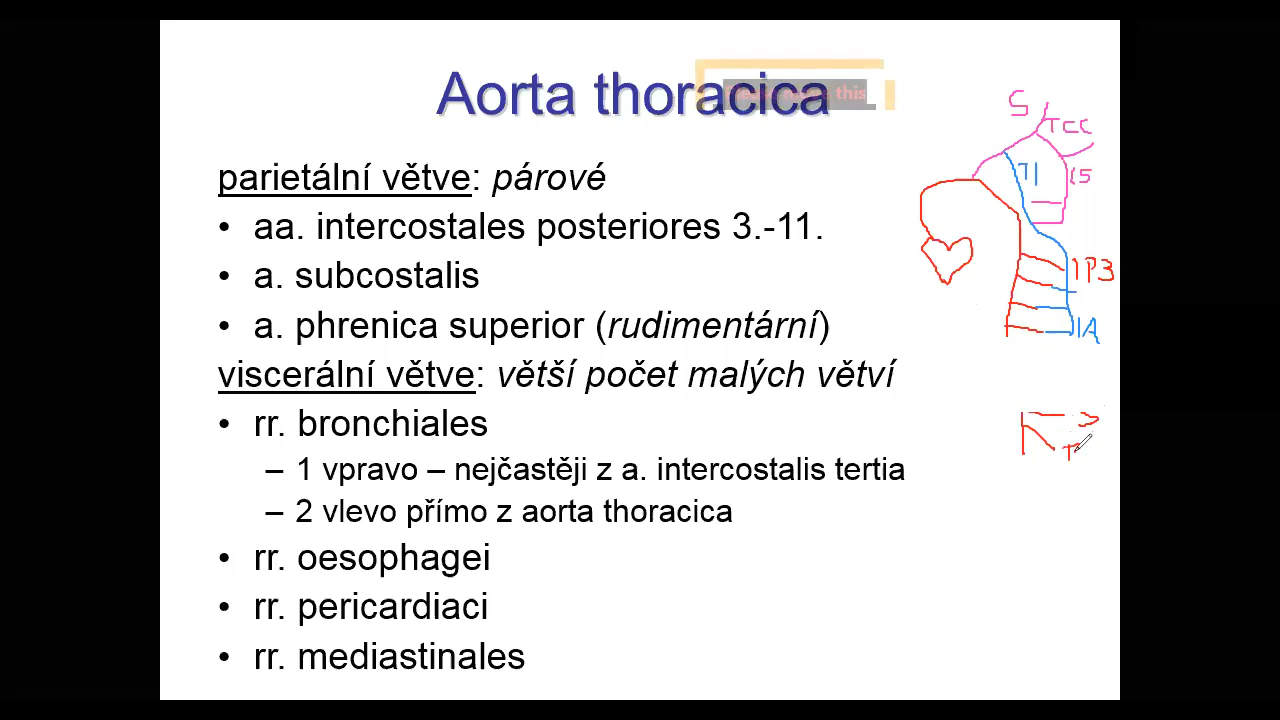 Aorta thoracica
parietální větve: párové
• aa. intercostales posteriores 3.-11.
• a. subcostalis
• a. phrenica superior (rudimentární)
viscerální větve: větší počet malých větví
• rr. bronchiales
– 1 vpravo – nejčastěji z a. intercostalis tertia
– 2 vlevo přímo z aorta thoracica
• rr. oesophagei
• rr. pericardiaci
• rr. mediastinales
S
TCC
TI
IP3
IA